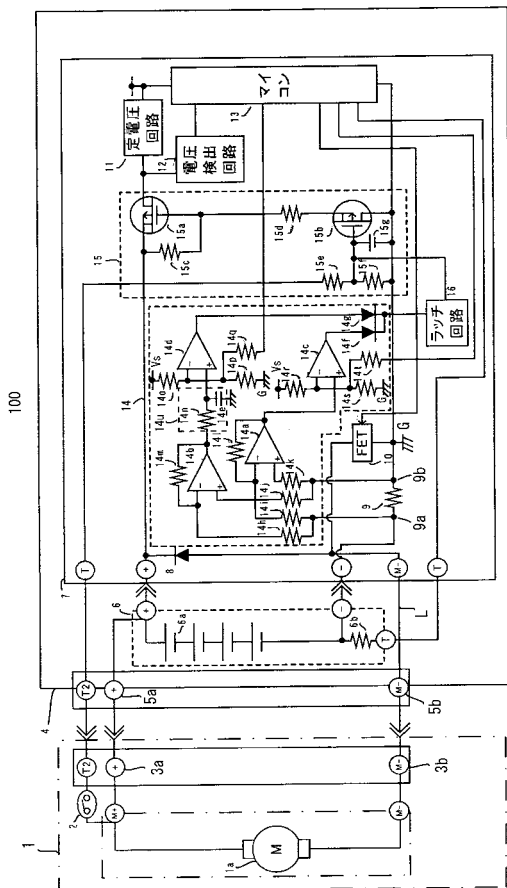 100
1
1a
M
M+
M-
2
T2
+
M-
3a
3b
4
T2
+
M-
5a
5b
6
6a
6b
+
-
T
7
T
+
-
M-
T
L
8
9
9a
9b
FET
10
G
定電圧
回路
11
電圧
検出回路
12
マイ
コン
13
14
14a
14b
14c
14d
14e
14f
14g
14h
14i
14j
14k
14l
14m
14n
14o
14p
14q
14r
14s
14t
14u
Vs
Vs
G
G
15
15a
15b
15c
15d
15e
15f
15g
ラッチ
回路
16